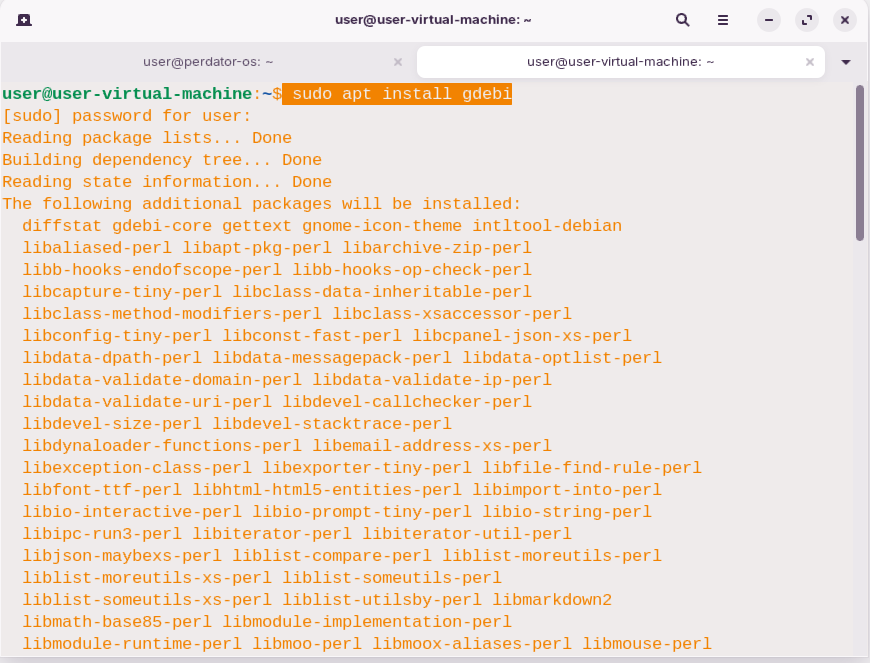 user@user-virtual-machine: ~
user@perdator-os: ~
user@user-virtual-machine: ~
user@user-virtual-machine:~$ sudo apt install gdebi
[sudo] password for user:
Reading package lists... Done
Building dependency tree... Done
Reading state information... Done
The following additional packages will be installed:
  diffstat gdebi-core gettext gnome-icon-theme intltool-debian
  libaliased-perl libapt-pkg-perl libarchive-zip-perl
  libb-hooks-endofscope-perl libb-hooks-op-check-perl
  libcapture-tiny-perl libclass-data-inheritable-perl
  libclass-method-modifiers-perl libclass-xsaccessor-perl
  libconfig-tiny-perl libconst-fast-perl libcpanel-json-xs-perl
  libdata-dpath-perl libdata-messagepack-perl libdata-optlist-perl
  libdata-validate-domain-perl libdata-validate-ip-perl
  libdata-validate-uri-perl libdevel-callchecker-perl
  libdevel-size-perl libdevel-stacktrace-perl
  libdynaloader-functions-perl libemail-address-xs-perl
  libexception-class-perl libexporter-tiny-perl libfile-find-rule-perl
  libfont-ttf-perl libhtml-html5-entities-perl libimport-into-perl
  libio-interactive-perl libio-prompt-tiny-perl libio-string-perl
  libipc-run3-perl libiterator-perl libiterator-util-perl
  libjson-maybexs-perl liblist-compare-perl liblist-moreutils-perl
  liblist-moreutils-xs-perl liblist-someutils-perl
  liblist-someutils-xs-perl liblist-utilsby-perl libmarkdown2
  libmath-base85-perl libmodule-implementation-perl
  libmodule-runtime-perl libmoo-perl libmoox-aliases-perl libmouse-perl